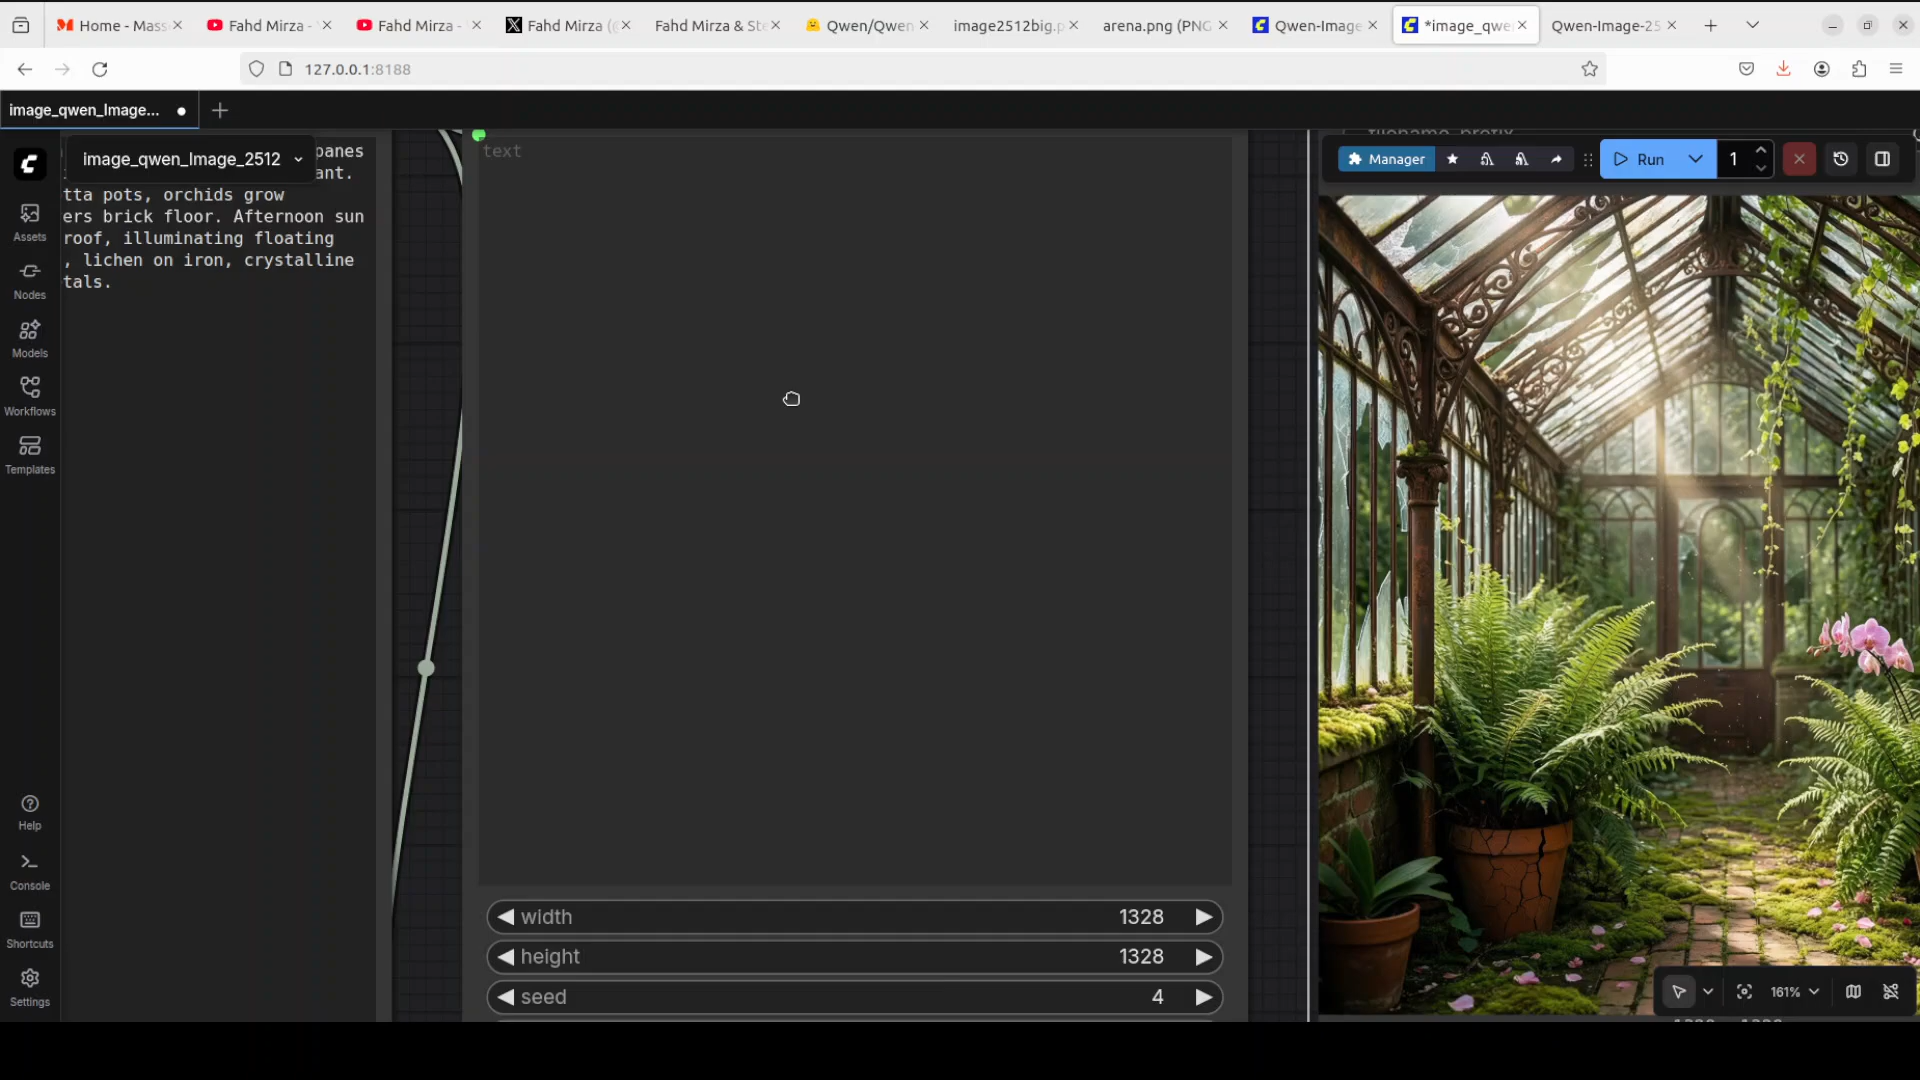 Home - Mass
Fahd Mirza -
Fahd Mirza -
Fahd Mirza (@
Fahd Mirza & Ste
Qwen/Qwen
image2512big.p
arena.png (PNG
Qwen-Image
*image_qwe
Qwen-Image-25
127.0.0.1:8188
image_qwen_Image...
image_qwen_Image_2512
panes
ant.
tta pots, orchids grow
ers brick floor. Afternoon sun
roof, illuminating floating
, lichen on iron, crystalline
tals.
text
filename_prefix
Manager
Run
1
Assets
Nodes
Models
Workflows
Templates
Help
Console
Shortcuts
Settings
width 1328
height 1328
seed 4
161%